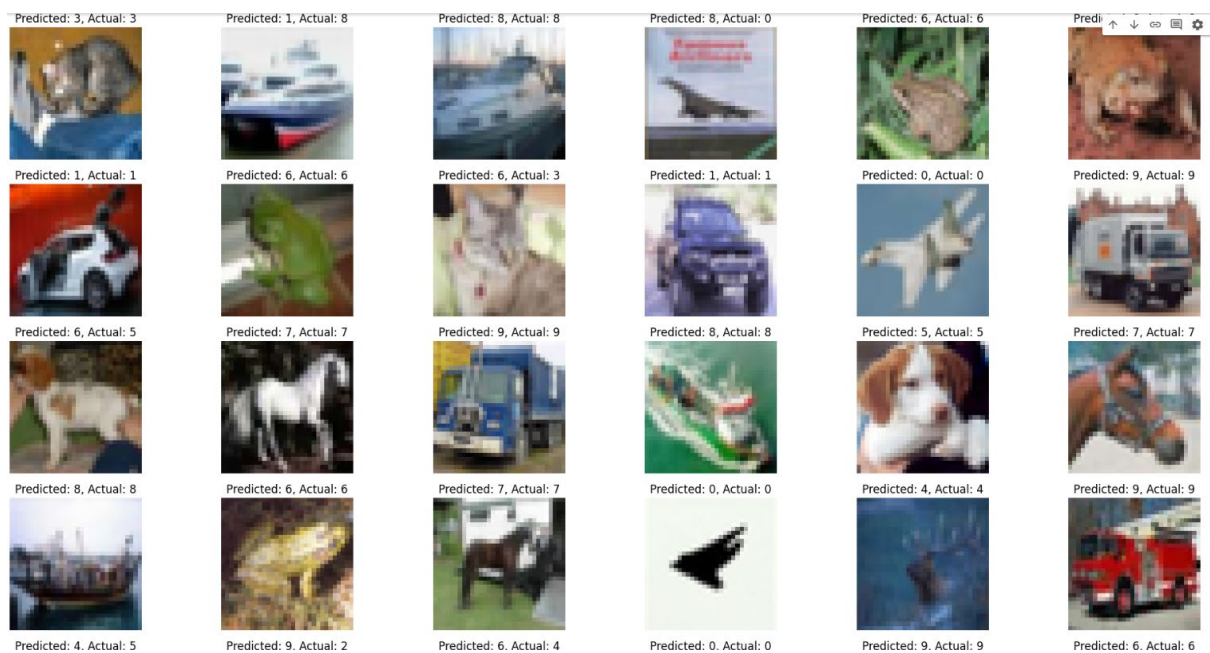 Predicted: 3, Actual: 3 Predicted: 1, Actual: 8 Predicted: 8, Actual: 8 Predicted: 8, Actual: 0 Predicted: 6, Actual: 6
Predicted: 1, Actual: 1 Predicted: 6, Actual: 6 Predicted: 6, Actual: 3 Predicted: 1, Actual: 1 Predicted: 0, Actual: 0 Predicted: 9, Actual: 9
Predicted: 6, Actual: 5 Predicted: 7, Actual: 7 Predicted: 9, Actual: 9 Predicted: 8, Actual: 8 Predicted: 5, Actual: 5 Predicted: 7, Actual: 7
Predicted: 8, Actual: 8 Predicted: 6, Actual: 6 Predicted: 7, Actual: 7 Predicted: 0, Actual: 0 Predicted: 4, Actual: 4 Predicted: 9, Actual: 9
Predicted: 4, Actual: 5 Predicted: 9, Actual: 2 Predicted: 6, Actual: 4 Predicted: 0, Actual: 0 Predicted: 9, Actual: 9 Predicted: 6, Actual: 6